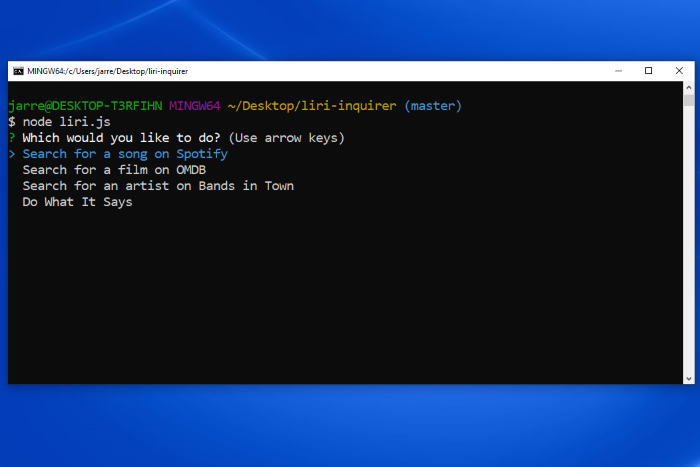 MINGW64:/c/Users/jarre/Desktop/liri-inquirer
jarre@DESKTOP-T3RFIHN MINGW64 ~/Desktop/liri-inquirer (master)
$ node liri.js
? Which would you like to do? (Use arrow keys)
> Search for a song on Spotify
Search for a film on OMDB
Search for an artist on Bands in Town
Do What It Says